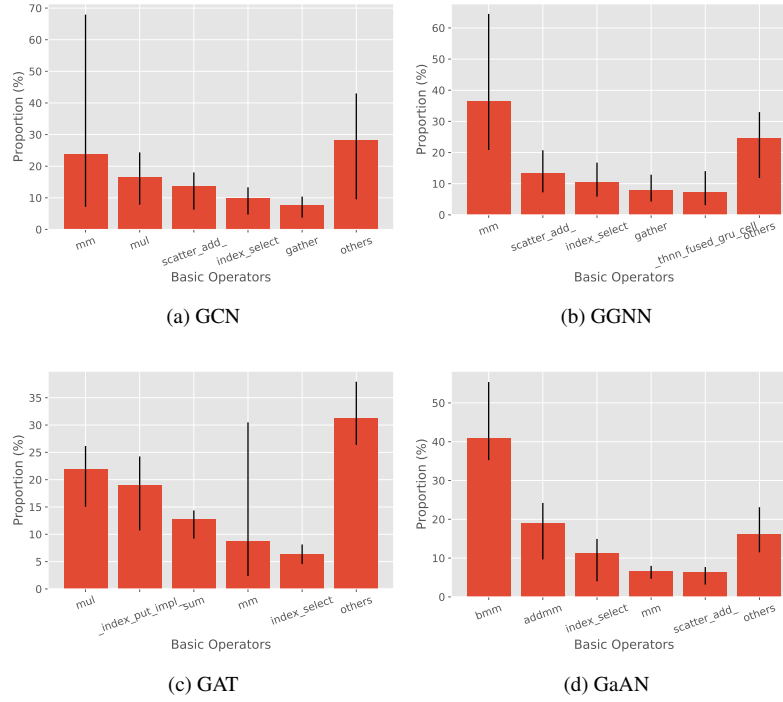 70
60
50
40
30
20
10
0
Proportion (%)
mm
mul
scatter_add_
index_select
gather
others
Basic Operators
(a) GCN
60
50
40
30
20
10
0
Proportion (%)
mm
scatter_add_
index_select
gather
_thnn_fused_gru_cell
others
Basic Operators
(b) GGNN
35
30
25
20
15
10
5
0
Proportion (%)
mul
_index_put_impl_
sum
mm
index_select
others
Basic Operators
(c) GAT
50
40
30
20
10
0
Proportion (%)
bmm
addmm
index_select
mm
scatter_add_
others
Basic Operators
(d) GaAN